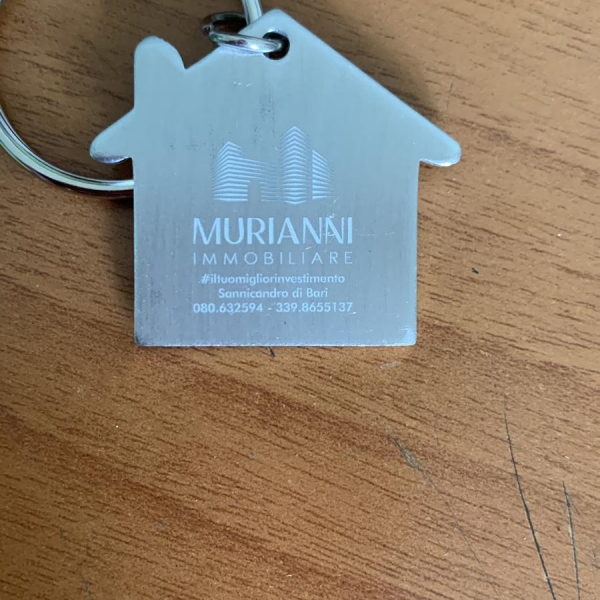 MURIANNI
IMMOBILIARE
#iltuomigliorinvestimento
Sannicandro di Bari
080.632594 - 339.8655137